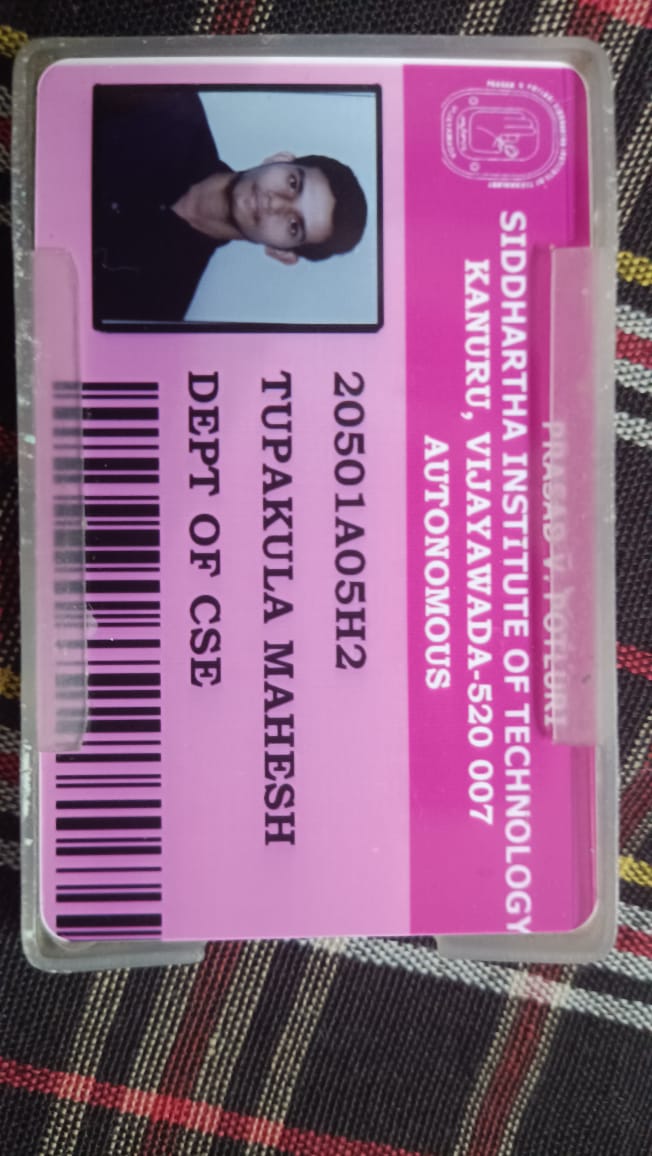 PRASAD V. POTLURI
SIDDHARTHA INSTITUTE OF TECHNOLOGY
KANURU, VIJAYAWADA-520 007
AUTONOMOUS
20501A05H2
TUPAKULA MAHESH
DEPT OF CSE